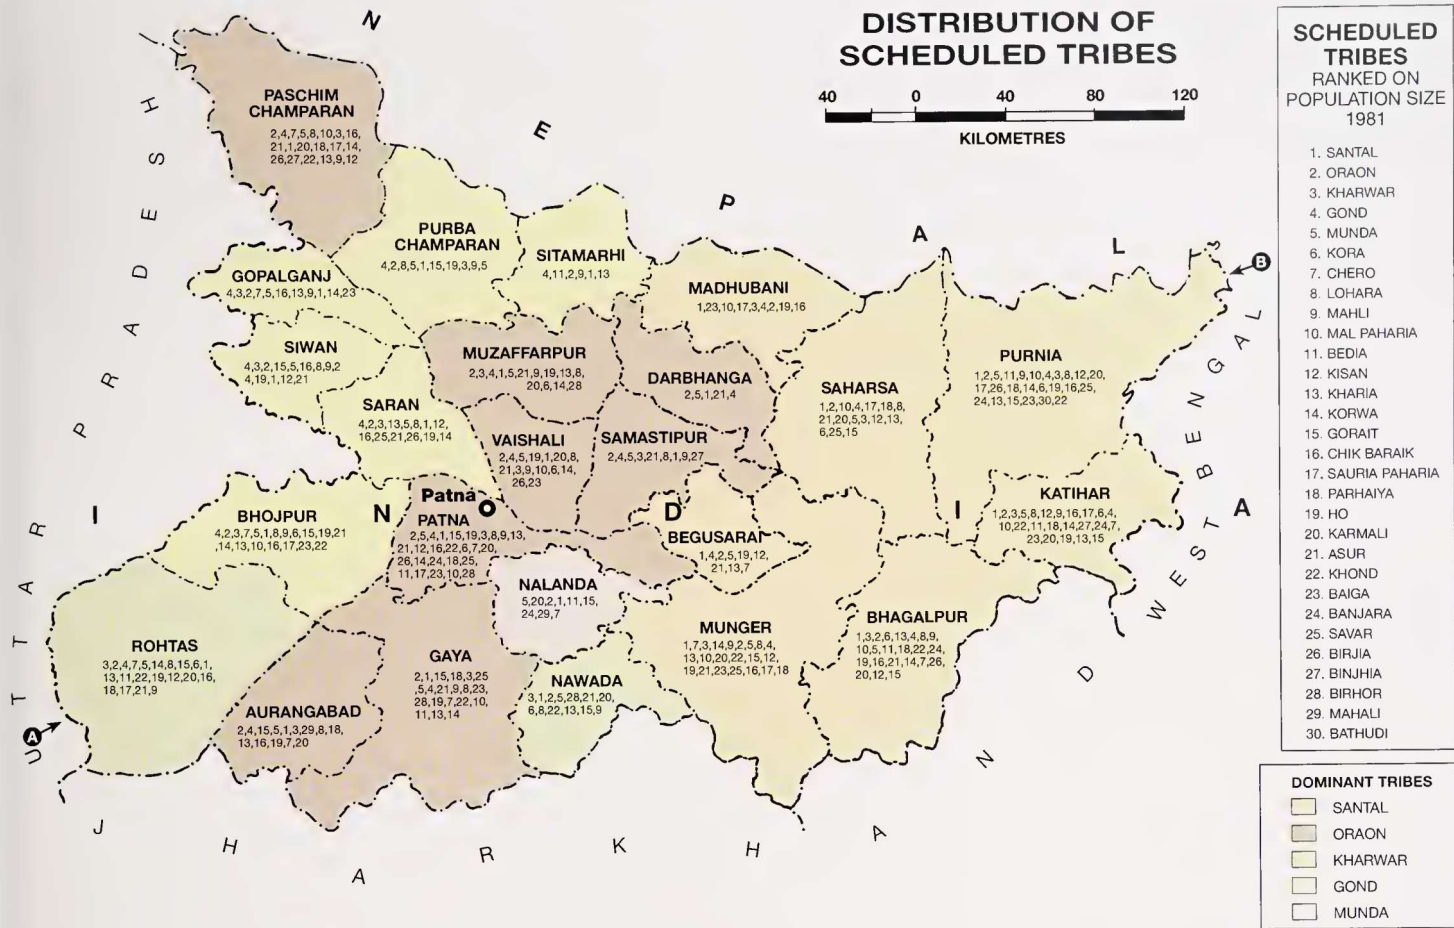 DISTRIBUTION OF
SCHEDULED TRIBES
40 0 40 80 120
KILOMETRES
N E P A L
UTTAR PRADESH
JHARKHAND
WEST BENGAL
I N D I A
A
B
PASCHIM
CHAMPARAN
2,4,7,5,8,10,3,16,
21,1,20,18,17,14,
26,27,22,13,9,12
PURBA
CHAMPARAN
4,2,8,5,1,15,19,3,9,5
SITAMARHI
4,11,2,9,1,13
GOPALGANJ
4,3,2,7,5,16,13,9,1,14,23
MADHUBANI
1,23,10,17,3,4,2,19,16
SIWAN
4,3,2,15,5,16,8,9,2
4,19,1,12,21
MUZAFFARPUR
2,3,4,1,5,21,9,19,13,8,
20,6,14,28
DARBHANGA
2,5,1,21,4
SAHARSA
1,2,10,4,17,18,8,
21,20,5,3,12,13,
6,25,15
PURNIA
1,2,5,11,9,10,4,3,8,12,20,
17,26,18,14,6,19,16,25,
24,13,15,23,30,22
SARAN
4,2,3,13,5,8,1,12,
16,25,21,26,19,14
VAISHALI
2,4,5,19,1,20,8,
21,3,9,10,6,14,
26,23
SAMASTIPUR
2,4,5,3,21,8,1,9,27
KATIHAR
1,2,3,5,8,12,9,16,17,6,4,
10,22,11,18,14,27,24,7,
23,20,19,13,15
BHOJPUR
4,2,3,7,5,1,8,9,6,15,19,21
,14,13,10,16,17,23,22
Patna
PATNA
2,5,4,1,15,19,3,8,9,13,
21,12,16,22,6,7,20,
26,14,24,18,25,
11,17,23,10,28
BEGUSARAI
1,4,2,5,19,12,
21,13,7
NALANDA
5,20,2,1,11,15,
24,29,7
MUNGER
1,7,3,14,9,2,5,8,4,
13,10,20,22,15,12,
19,21,23,25,16,17,18
BHAGALPUR
1,3,2,6,13,4,8,9,
10,5,11,18,22,24,
19,16,21,14,7,26,
20,12,15
ROHTAS
3,2,4,7,5,14,8,15,6,1,
13,11,22,19,12,20,16,
18,17,21,9
GAYA
2,1,15,18,3,25
,5,4,21,9,8,23,
28,19,7,22,10,
11,13,14
NAWADA
3,1,2,5,28,21,20,
6,8,22,13,15,9
AURANGABAD
2,4,15,5,1,3,29,8,18,
13,16,19,7,20
SCHEDULED
TRIBES
RANKED ON
POPULATION SIZE
1981
1. SANTAL
2. ORAON
3. KHARWAR
4. GOND
5. MUNDA
6. KORA
7. CHERO
8. LOHARA
9. MAHLI
10. MAL PAHARIA
11. BEDIA
12. KISAN
13. KHARIA
14. KORWA
15. GORAIT
16. CHIK BARAIK
17. SAURIA PAHARIA
18. PARHAIYA
19. HO
20. KARMALI
21. ASUR
22. KHOND
23. BAIGA
24. BANJARA
25. SAVAR
26. BIRJIA
27. BINJHIA
28. BIRHOR
29. MAHALI
30. BATHUDI
DOMINANT TRIBES
SANTAL
ORAON
KHARWAR
GOND
MUNDA